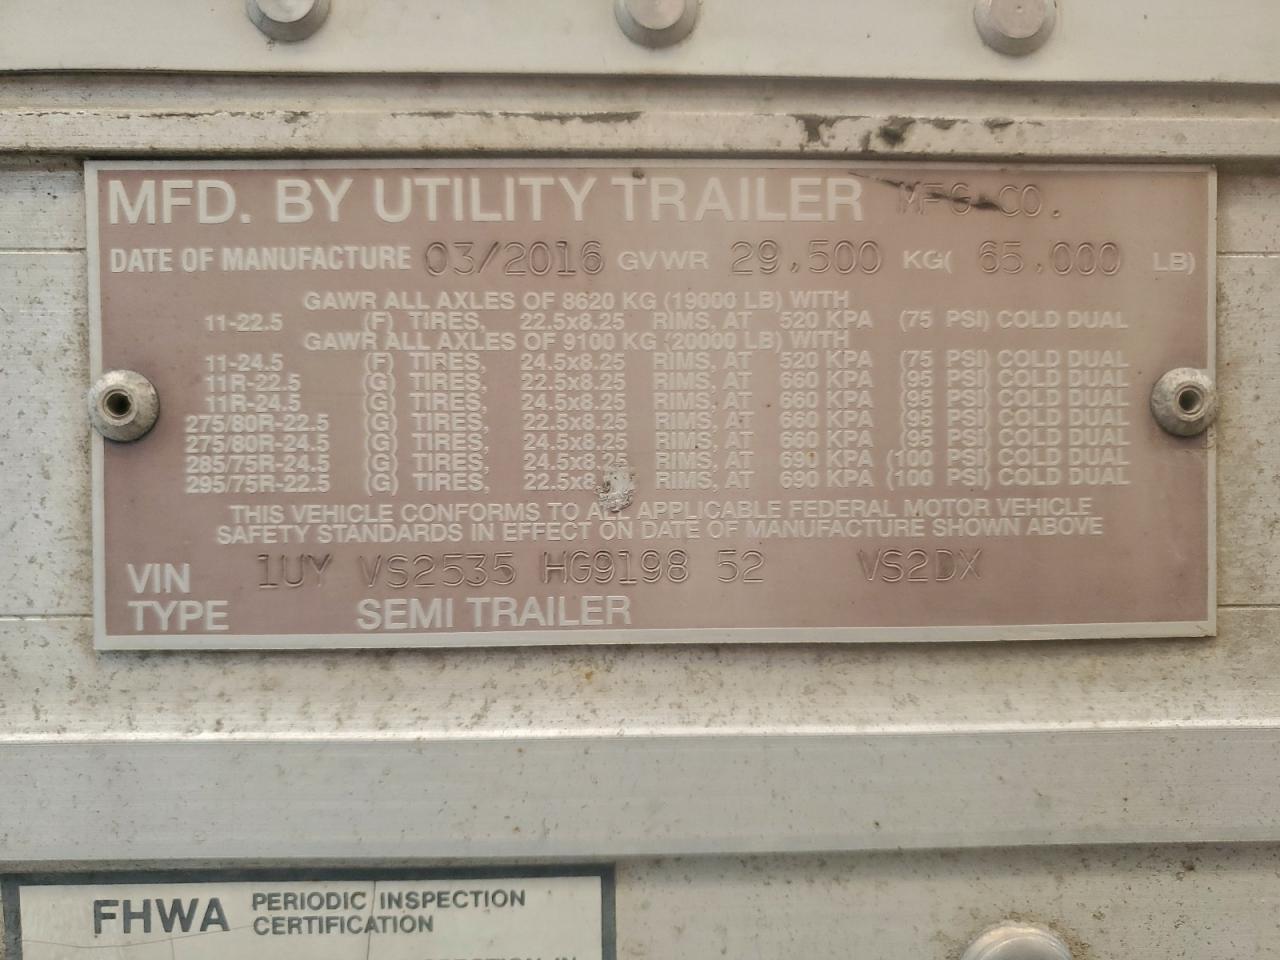 MFD. BY UTILITY TRAILER MFG CO.
DATE OF MANUFACTURE 03/2016 GVWR 29,500 KG( 65,000 LB)
GAWR ALL AXLES OF 8620 KG (19000 LB) WITH
11-22.5 (F) TIRES, 22.5x8.25 RIMS, AT 520 KPA (75 PSI) COLD DUAL
GAWR ALL AXLES OF 9100 KG (20000 LB) WITH
11-24.5 (F) TIRES, 24.5x8.25 RIMS, AT 520 KPA (75 PSI) COLD DUAL
11R-22.5 (G) TIRES, 22.5x8.25 RIMS, AT 660 KPA (95 PSI) COLD DUAL
11R-24.5 (G) TIRES, 24.5x8.25 RIMS, AT 660 KPA (95 PSI) COLD DUAL
275/80R-22.5 (G) TIRES, 22.5x8.25 RIMS, AT 660 KPA (95 PSI) COLD DUAL
275/80R-24.5 (G) TIRES, 24.5x8.25 RIMS, AT 660 KPA (95 PSI) COLD DUAL
285/75R-24.5 (G) TIRES, 24.5x8.25 RIMS, AT 690 KPA (100 PSI) COLD DUAL
295/75R-22.5 (G) TIRES, 22.5x8. RIMS, AT 690 KPA (100 PSI) COLD DUAL
THIS VEHICLE CONFORMS TO ALL APPLICABLE FEDERAL MOTOR VEHICLE
SAFETY STANDARDS IN EFFECT ON DATE OF MANUFACTURE SHOWN ABOVE
VIN 1UY VS2535 HG9198 52 VS2DX
TYPE SEMI TRAILER
FHWA PERIODIC INSPECTION
CERTIFICATION